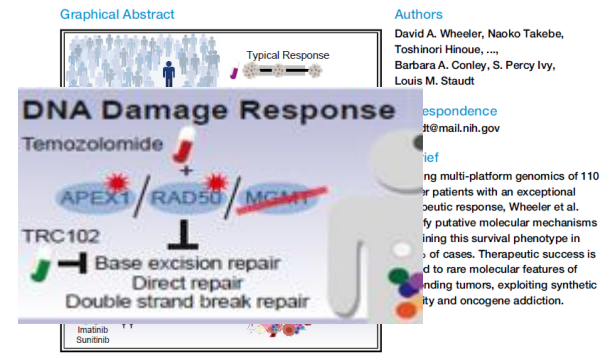 Graphical Abstract
Typical Response
DNA Damage Response
Temozolomide
+
APEX1 / RAD50 / MGMT
TRC102
Base excision repair
Direct repair
Double strand break repair
Imatinib
Sunitinib
Authors
David A. Wheeler, Naoko Takebe,
Toshinori Hinoue, ...,
Barbara A. Conley, S. Percy Ivy,
Louis M. Staudt
espondence
dt@mail.nih.gov
ief
ng multi-platform genomics of 110
er patients with an exceptional
peutic response, Wheeler et al.
fy putative molecular mechanisms
ining this survival phenotype in
of cases. Therapeutic success is
d to rare molecular features of
nding tumors, exploiting synthetic
ity and oncogene addiction.